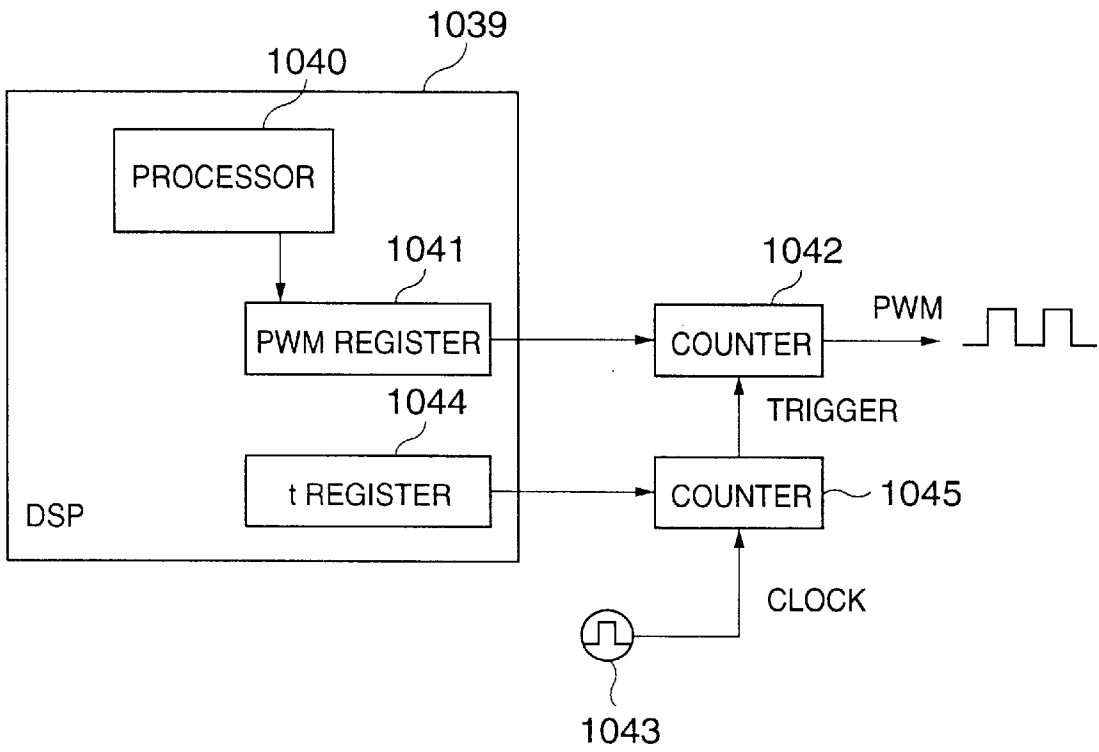 1039
1040
PROCESSOR
1041
PWM REGISTER
1042
COUNTER
PWM
TRIGGER
1044
t REGISTER
COUNTER
1045
DSP
CLOCK
1043